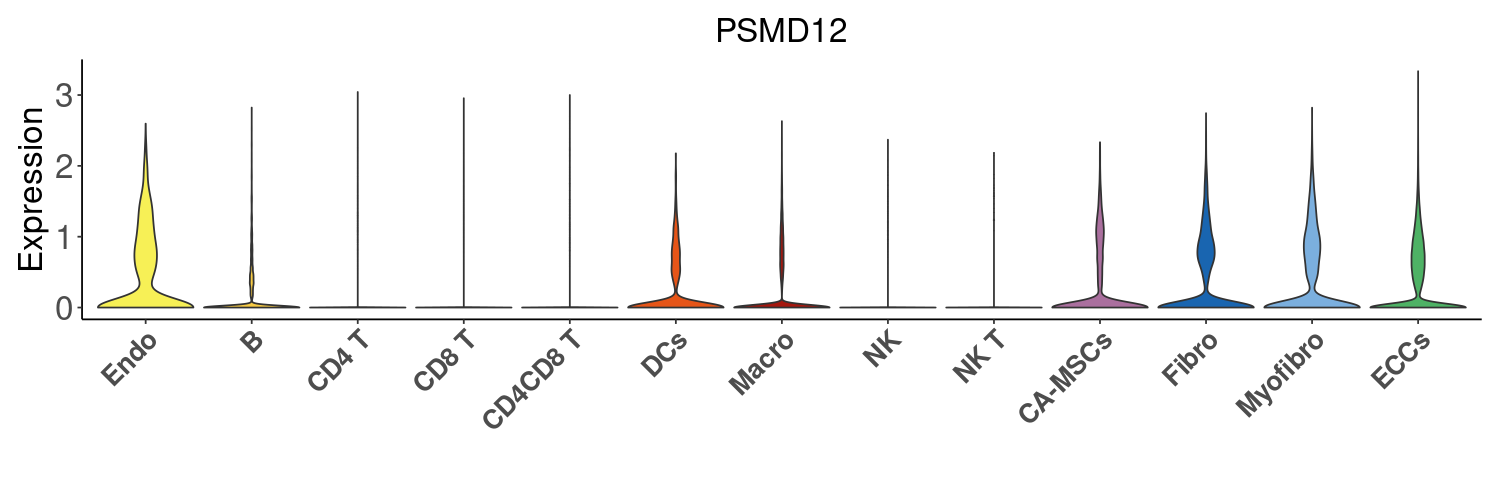 PSMD12
Expression
3
2
1
0
Endo
B
CD4 T
CD8 T
CD4CD8 T
DCs
Macro
NK
NK T
CA-MSCs
Fibro
Myofibro
ECCs